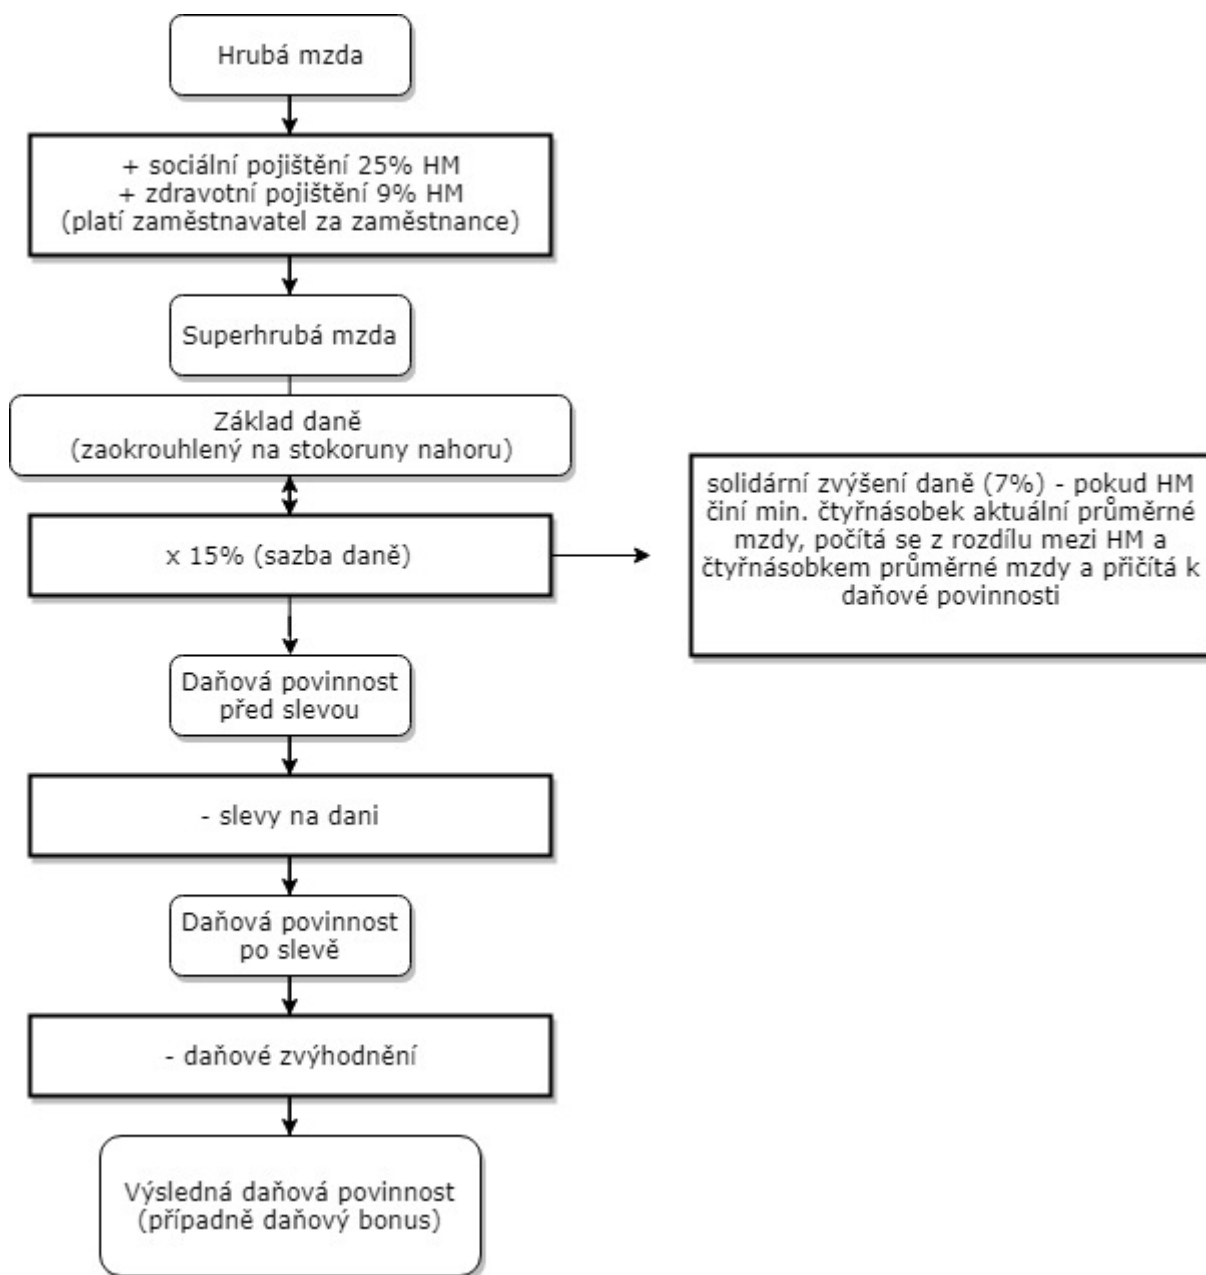 Hrubá mzda
+ sociální pojištění 25% HM
+ zdravotní pojištění 9% HM
(platí zaměstnavatel za zaměstnance)
Superhrubá mzda
Základ daně
(zaokrouhlený na stokoruny nahoru)
x 15% (sazba daně)
solidární zvýšení daně (7%) - pokud HM
činí min. čtyřnásobek aktuální průměrné
mzdy, počítá se z rozdílu mezi HM a
čtyřnásobkem průměrné mzdy a přičítá k
daňové povinnosti
Daňová povinnost
před slevou
- slevy na dani
Daňová povinnost
po slevě
- daňové zvýhodnění
Výsledná daňová povinnost
(případně daňový bonus)